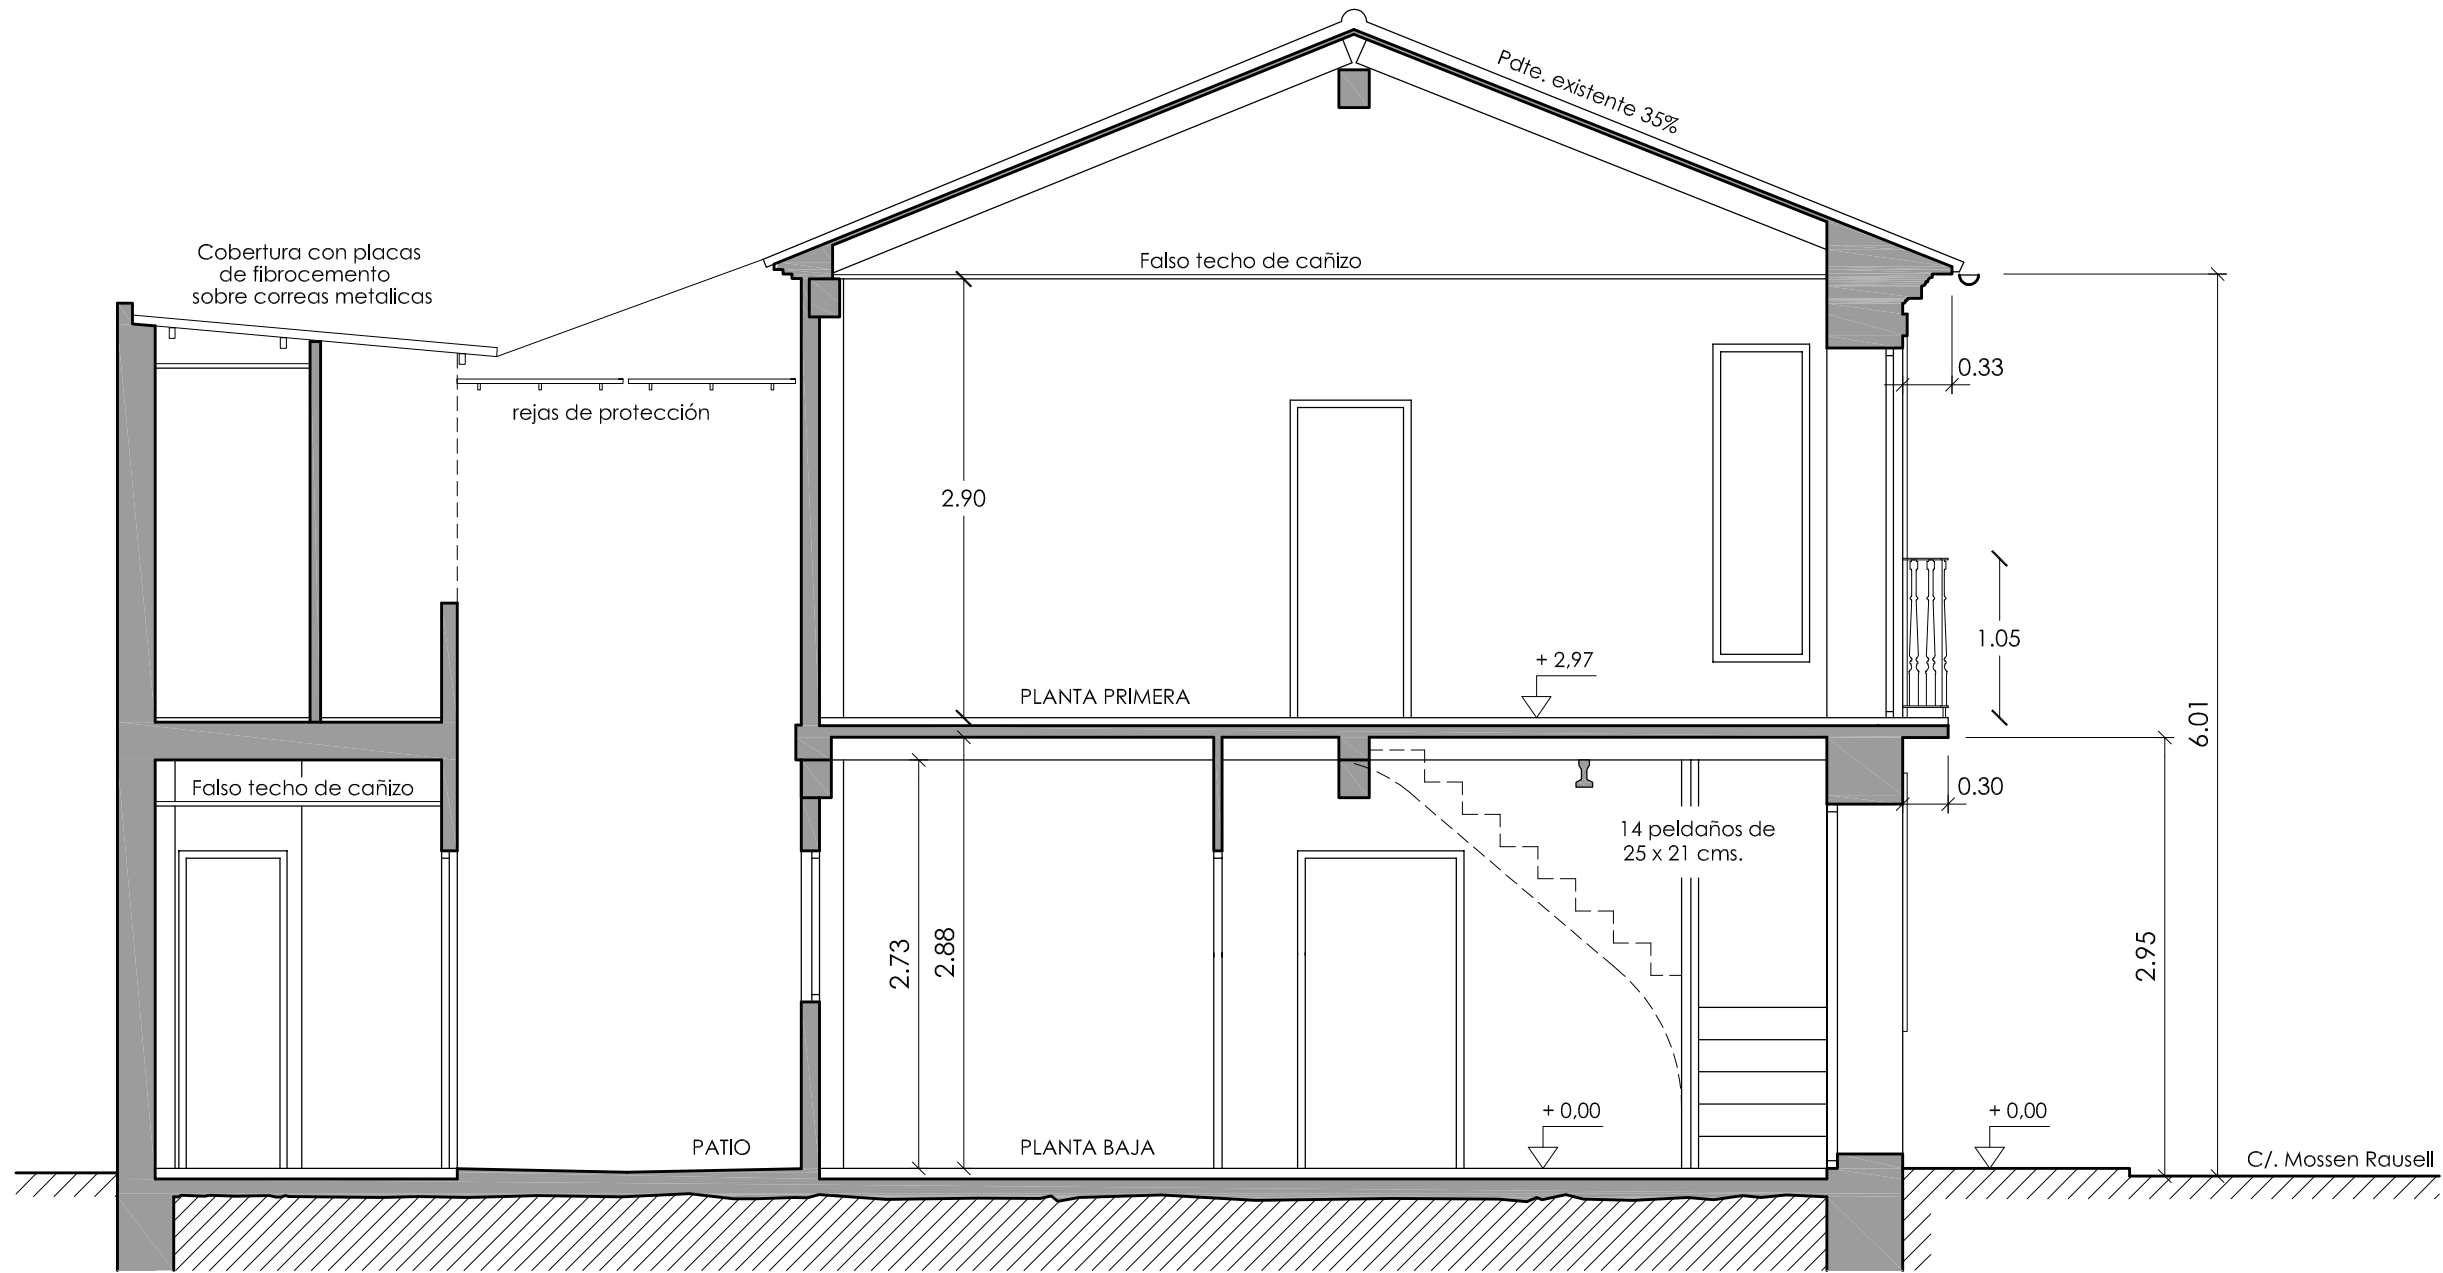 Pdte. existente 35%
Cobertura con placas
de fibrocemento
sobre correas metalicas
Falso techo de cañizo
0.33
rejas de protección
2.90
1.05
+ 2,97
PLANTA PRIMERA
6.01
Falso techo de cañizo
0.30
14 peldaños de
25 x 21 cms.
2.73
2.88
2.95
+ 0,00
+ 0,00
PATIO
PLANTA BAJA
C/. Mossen Rausell